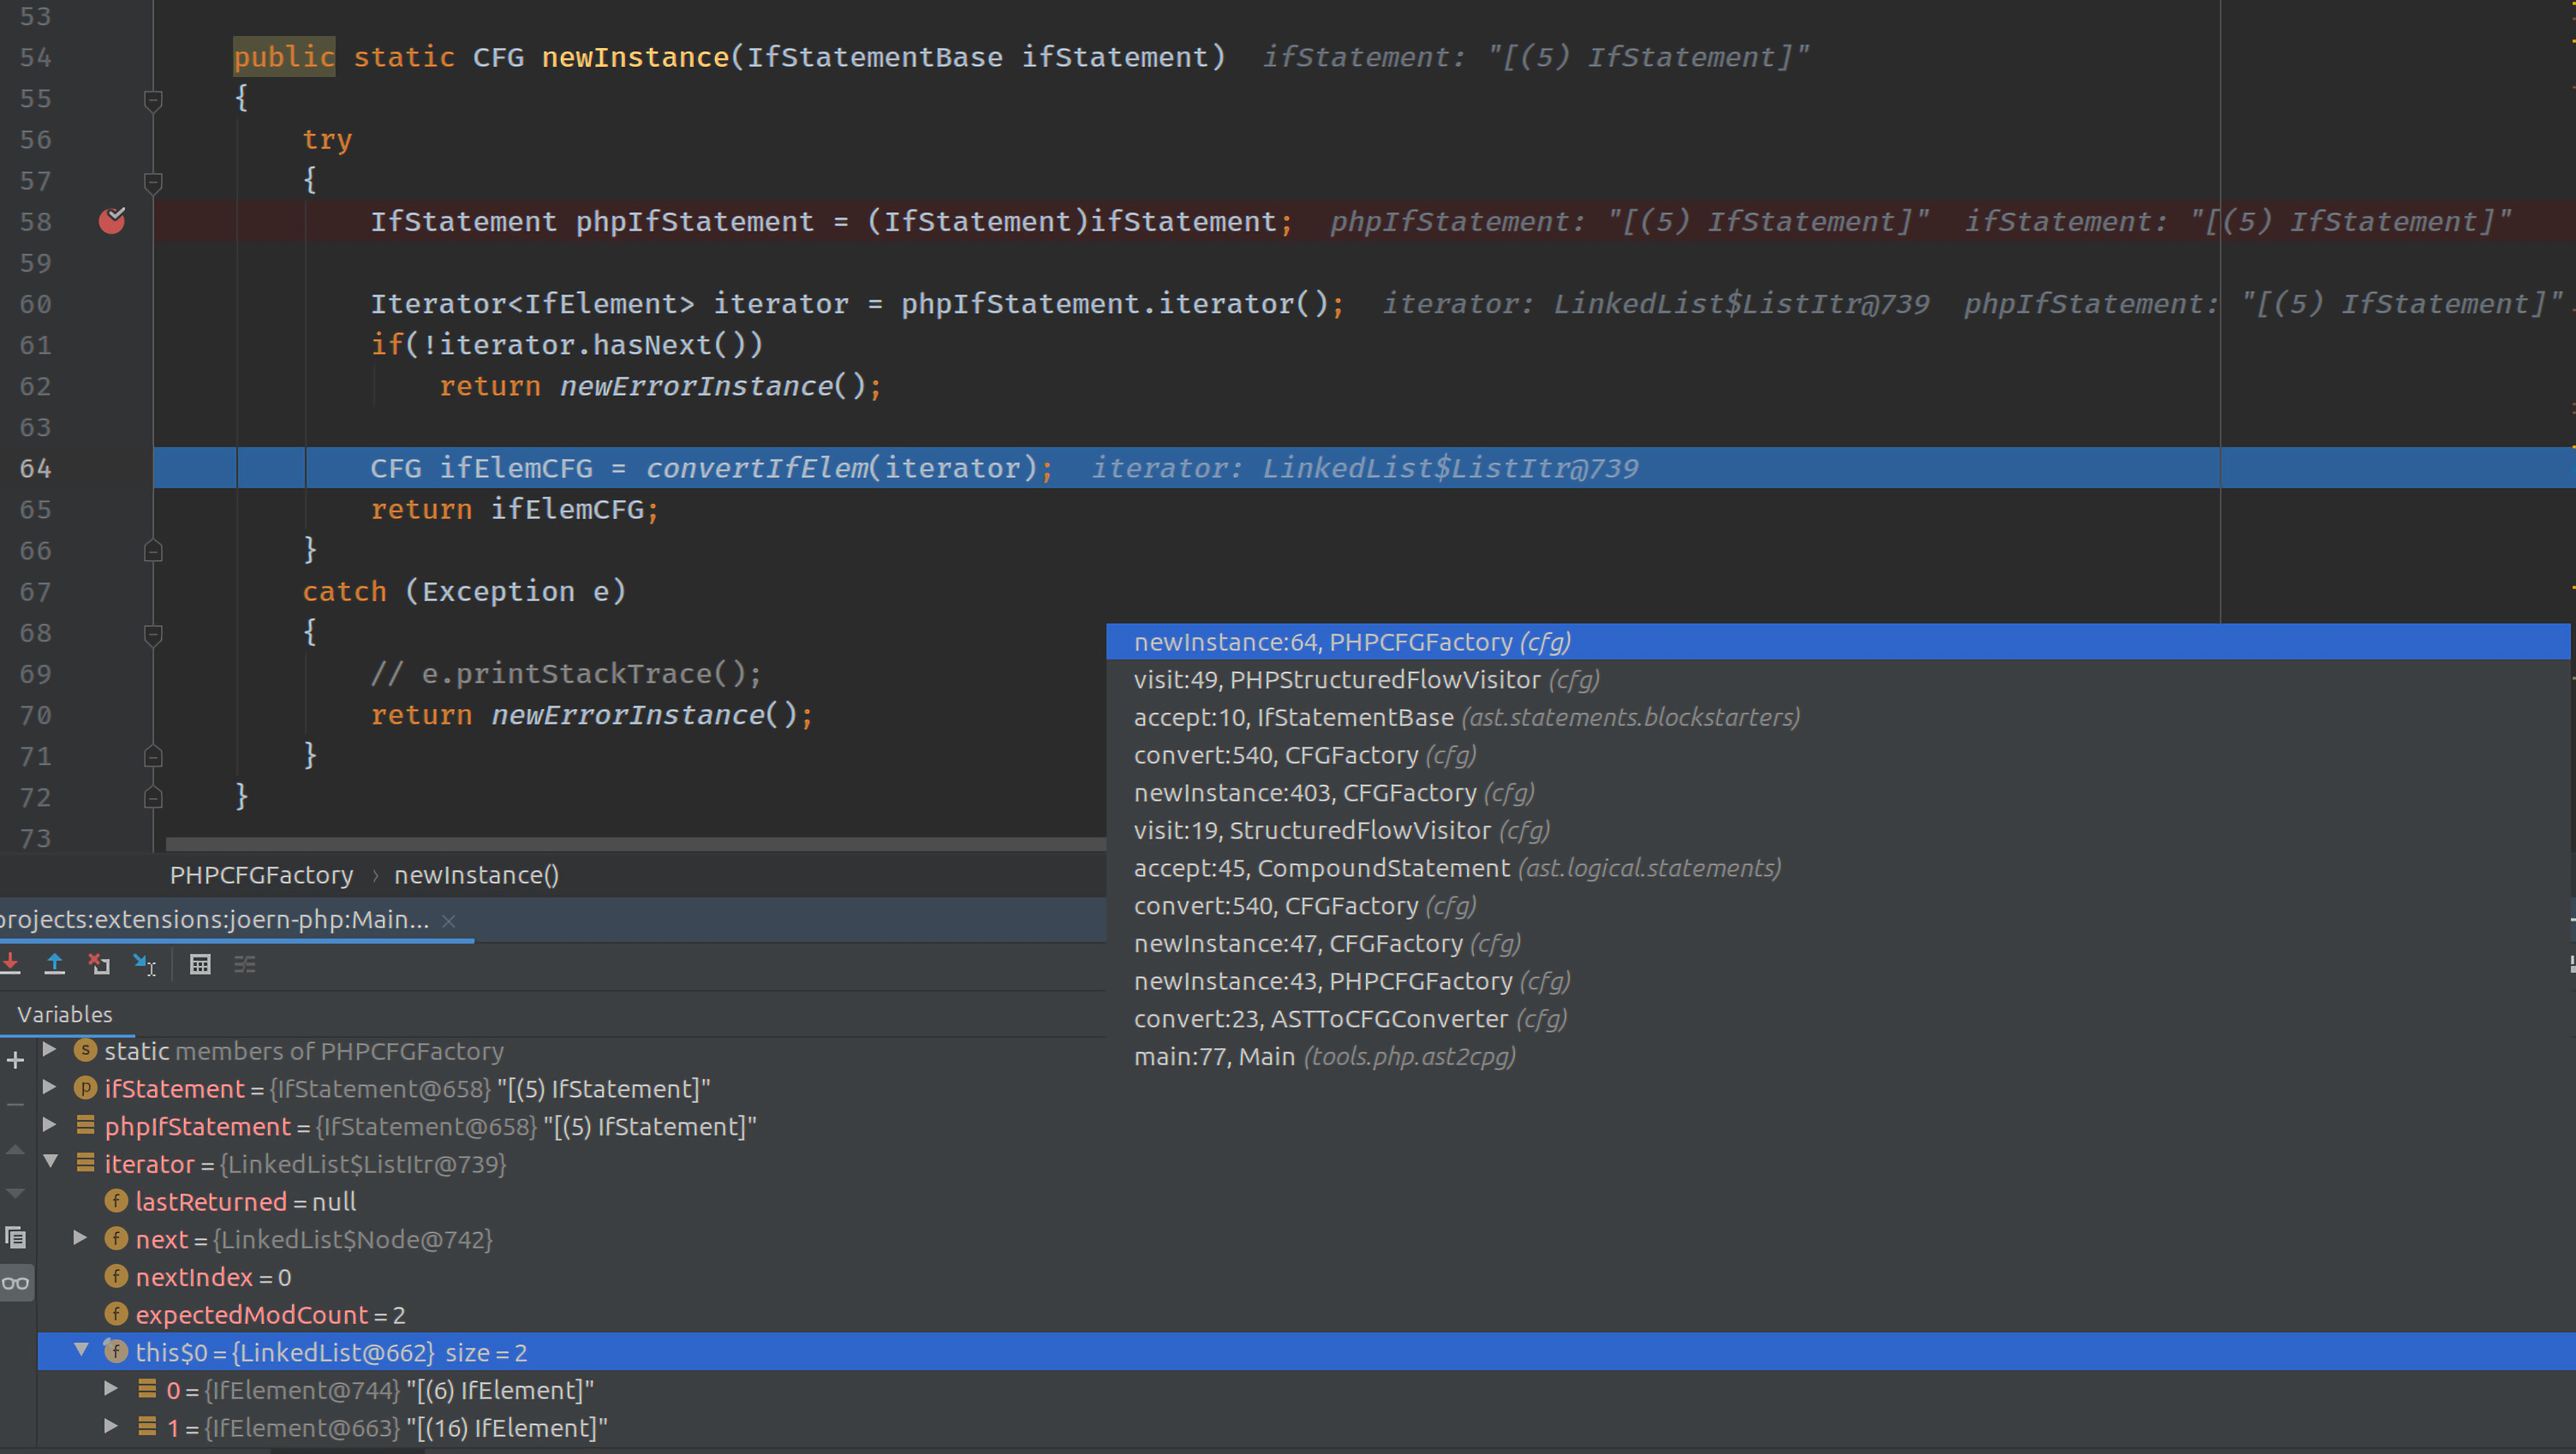 53
54 public static CFG newInstance(IfStatementBase ifStatement) ifStatement: "[(5) IfStatement]"
55 {
56 try
57 {
58 IfStatement phpIfStatement = (IfStatement)ifStatement; phpIfStatement: "[(5) IfStatement]" ifStatement: "[(5) IfStatement]"
59
60 Iterator<IfElement> iterator = phpIfStatement.iterator(); iterator: LinkedList$ListItr@739 phpIfStatement: "[(5) IfStatement]"
61 if(!iterator.hasNext())
62 return newErrorInstance();
63
64 CFG ifElemCFG = convertIfElem(iterator); iterator: LinkedList$ListItr@739
65 return ifElemCFG;
66 }
67 catch (Exception e)
68 {
69 // e.printStackTrace();
70 return newErrorInstance();
71 }
72 }
73
newInstance:64, PHPCFGFactory (cfg)
visit:49, PHPStructuredFlowVisitor (cfg)
accept:10, IfStatementBase (ast.statements.blockstarters)
convert:540, CFGFactory (cfg)
newInstance:403, CFGFactory (cfg)
visit:19, StructuredFlowVisitor (cfg)
accept:45, CompoundStatement (ast.logical.statements)
convert:540, CFGFactory (cfg)
newInstance:47, CFGFactory (cfg)
newInstance:43, PHPCFGFactory (cfg)
convert:23, ASTToCFGConverter (cfg)
main:77, Main (tools.php.ast2cpg)
PHPCFGFactory › newInstance()
projects:extensions:joern-php:Main... ×
Variables
static members of PHPCFGFactory
ifStatement = {IfStatement@658} "[(5) IfStatement]"
phpIfStatement = {IfStatement@658} "[(5) IfStatement]"
iterator = {LinkedList$ListItr@739}
lastReturned = null
next = {LinkedList$Node@742}
nextIndex = 0
expectedModCount = 2
this$0 = {LinkedList@662} size = 2
0 = {IfElement@744} "[(6) IfElement]"
1 = {IfElement@663} "[(16) IfElement]"